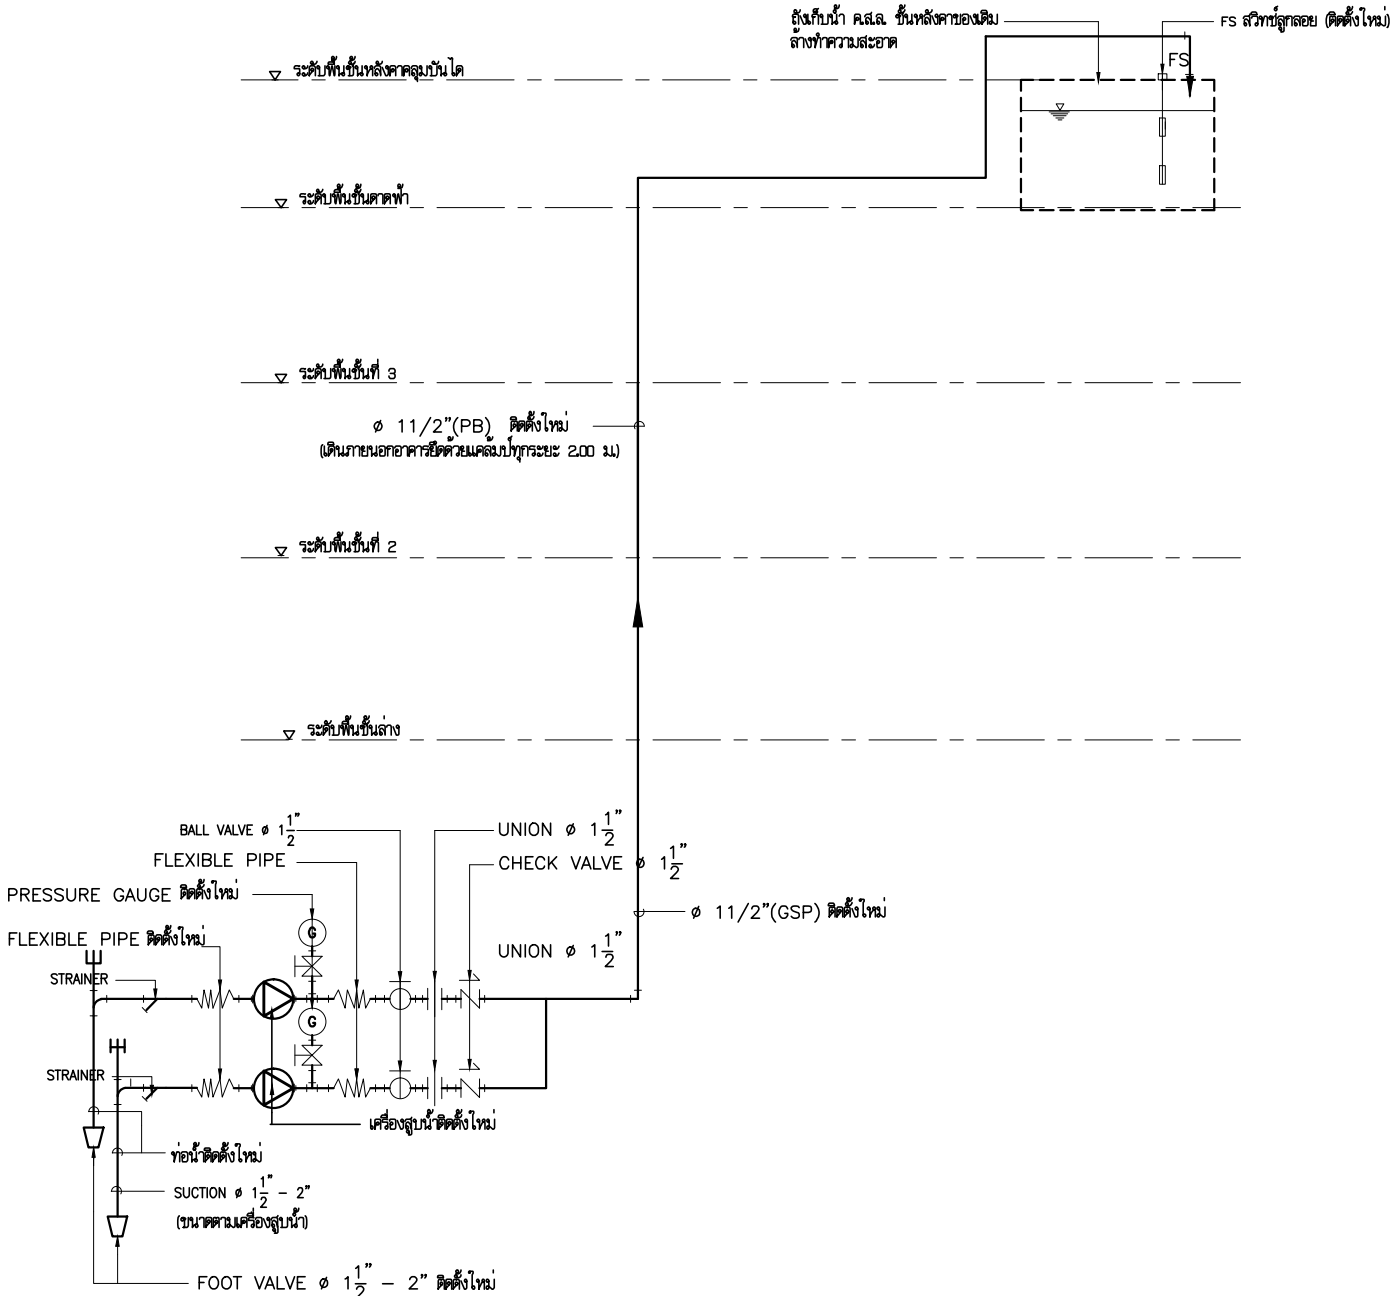 ถังเก็บน้ำ ค.ส.ล. ชั้นหลังคาของเดิม
ล้างทำความสะอาด
FS สวิทช์ลูกลอย (ติดตั้งใหม่)
FS
ระดับพื้นชั้นหลังคาคลุมบันได
ระดับพื้นชั้นดาดฟ้า
ระดับพื้นชั้นที่ 3
ø 11/2"(PB) ติดตั้งใหม่
(เดินภายนอกอาคารยึดด้วยแคล้มป์ทุกระยะ 2.00 ม.)
ระดับพื้นชั้นที่ 2
ระดับพื้นชั้นล่าง
BALL VALVE ø 1 1/2"
UNION ø 1 1/2"
FLEXIBLE PIPE
CHECK VALVE ø 1 1/2"
PRESSURE GAUGE ติดตั้งใหม่
ø 11/2"(GSP) ติดตั้งใหม่
FLEXIBLE PIPE ติดตั้งใหม่
G
UNION ø 1 1/2"
STRAINER
G
STRAINER
เครื่องสูบน้ำติดตั้งใหม่
ท่อน้ำติดตั้งใหม่
SUCTION ø 1 1/2" - 2"
(ขนาดตามเครื่องสูบน้ำ)
FOOT VALVE ø 1 1/2" - 2" ติดตั้งใหม่